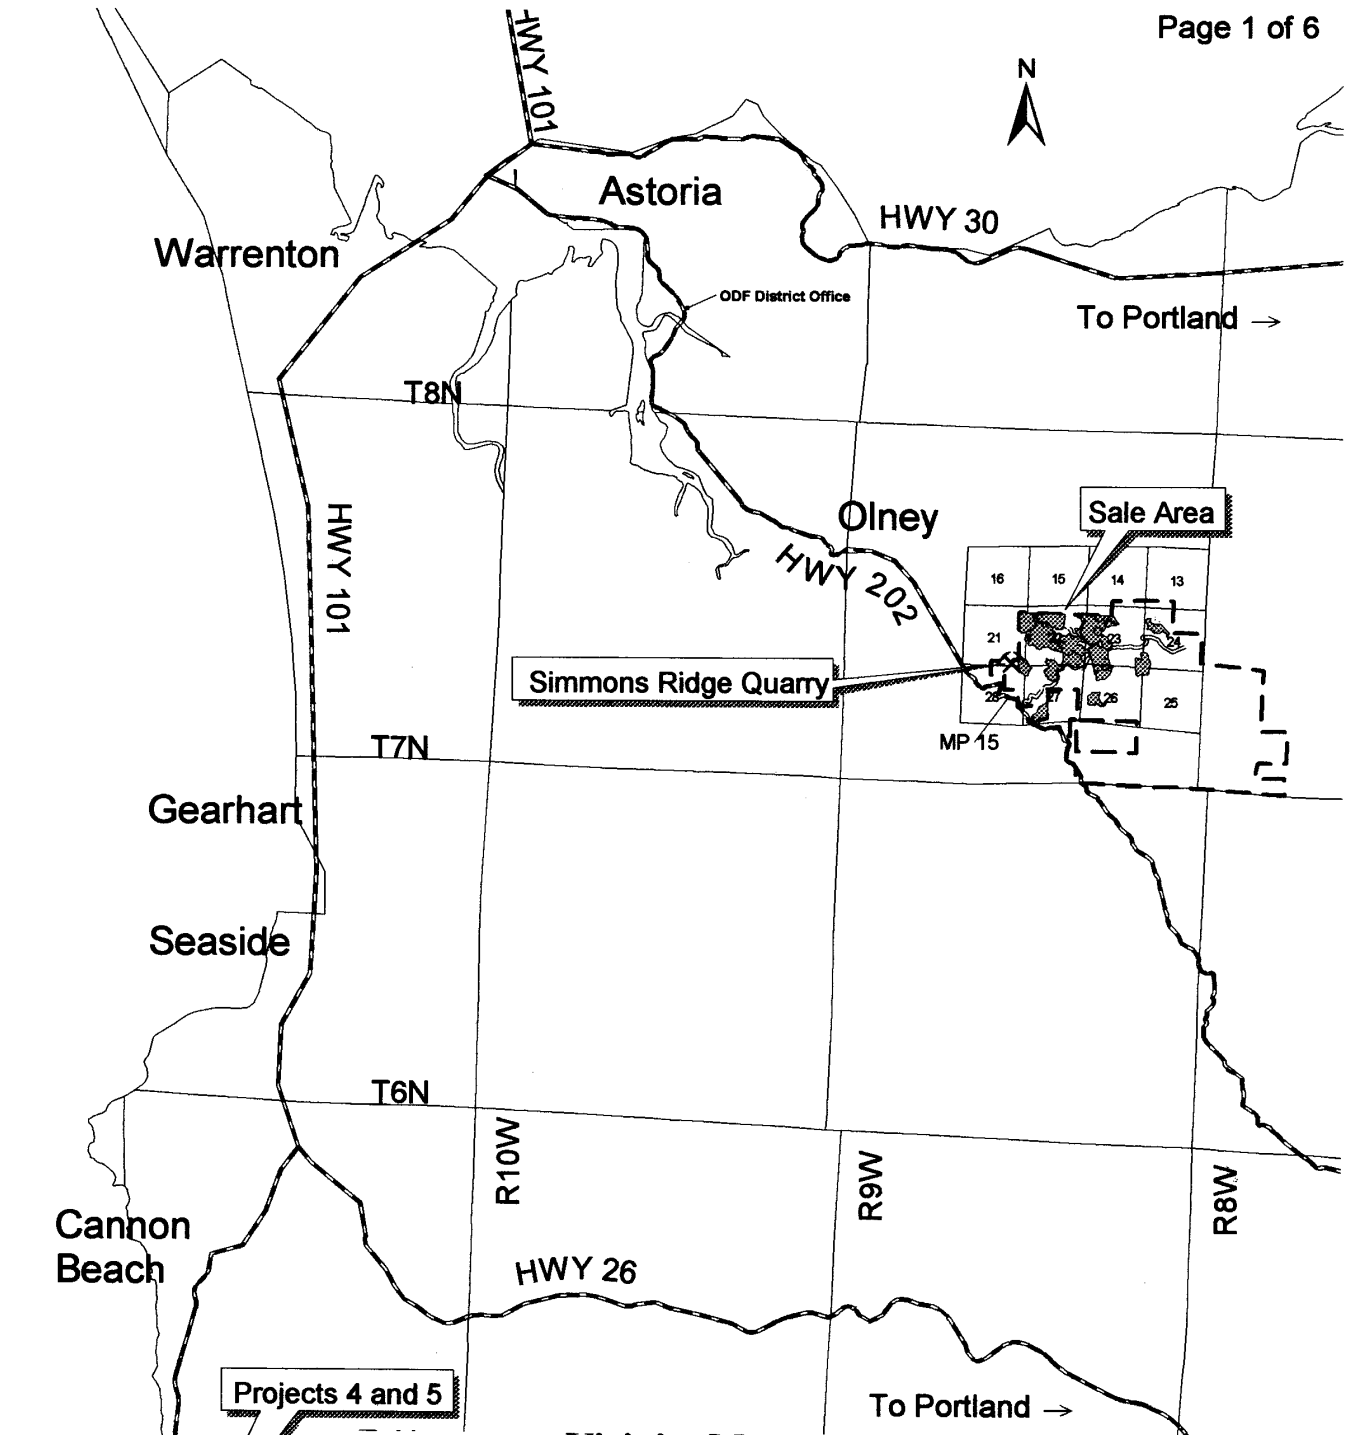 Page 1 of 6
HWY 101
N
Astoria
HWY 30
Warrenton
ODF District Office
To Portland →
T8N
HWY 101
Olney
Sale Area
HWY 202
16 15 14 13
21 22 23 24
Simmons Ridge Quarry
28 27 26 25
MP 15
T7N
Gearhart
Seaside
T6N
R10W
R9W
R8W
Cannon
Beach
HWY 26
Projects 4 and 5
To Portland →